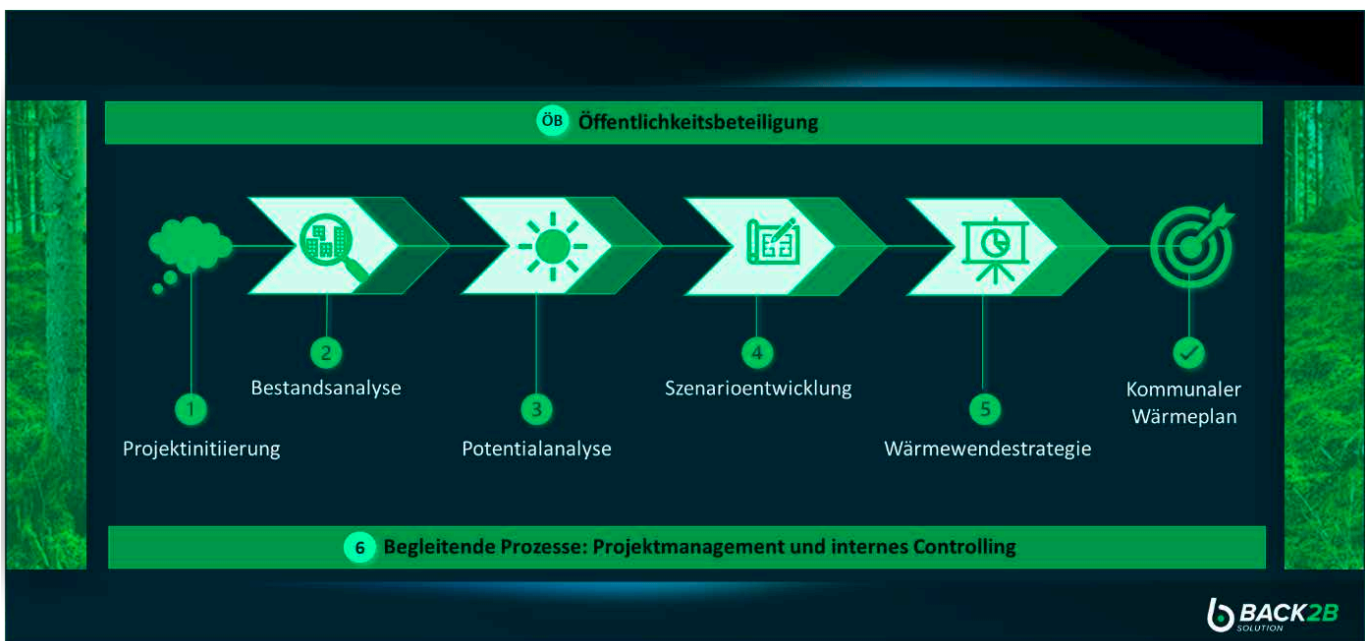 ÖB Öffentlichkeitsbeteiligung
2
Bestandsanalyse
4
Szenarioentwicklung
Kommunaler
Wärmeplan
1
Projektinitiierung
3
Potentialanalyse
5
Wärmewendestrategie
6 Begleitende Prozesse: Projektmanagement und internes Controlling
BACK2B
SOLUTION